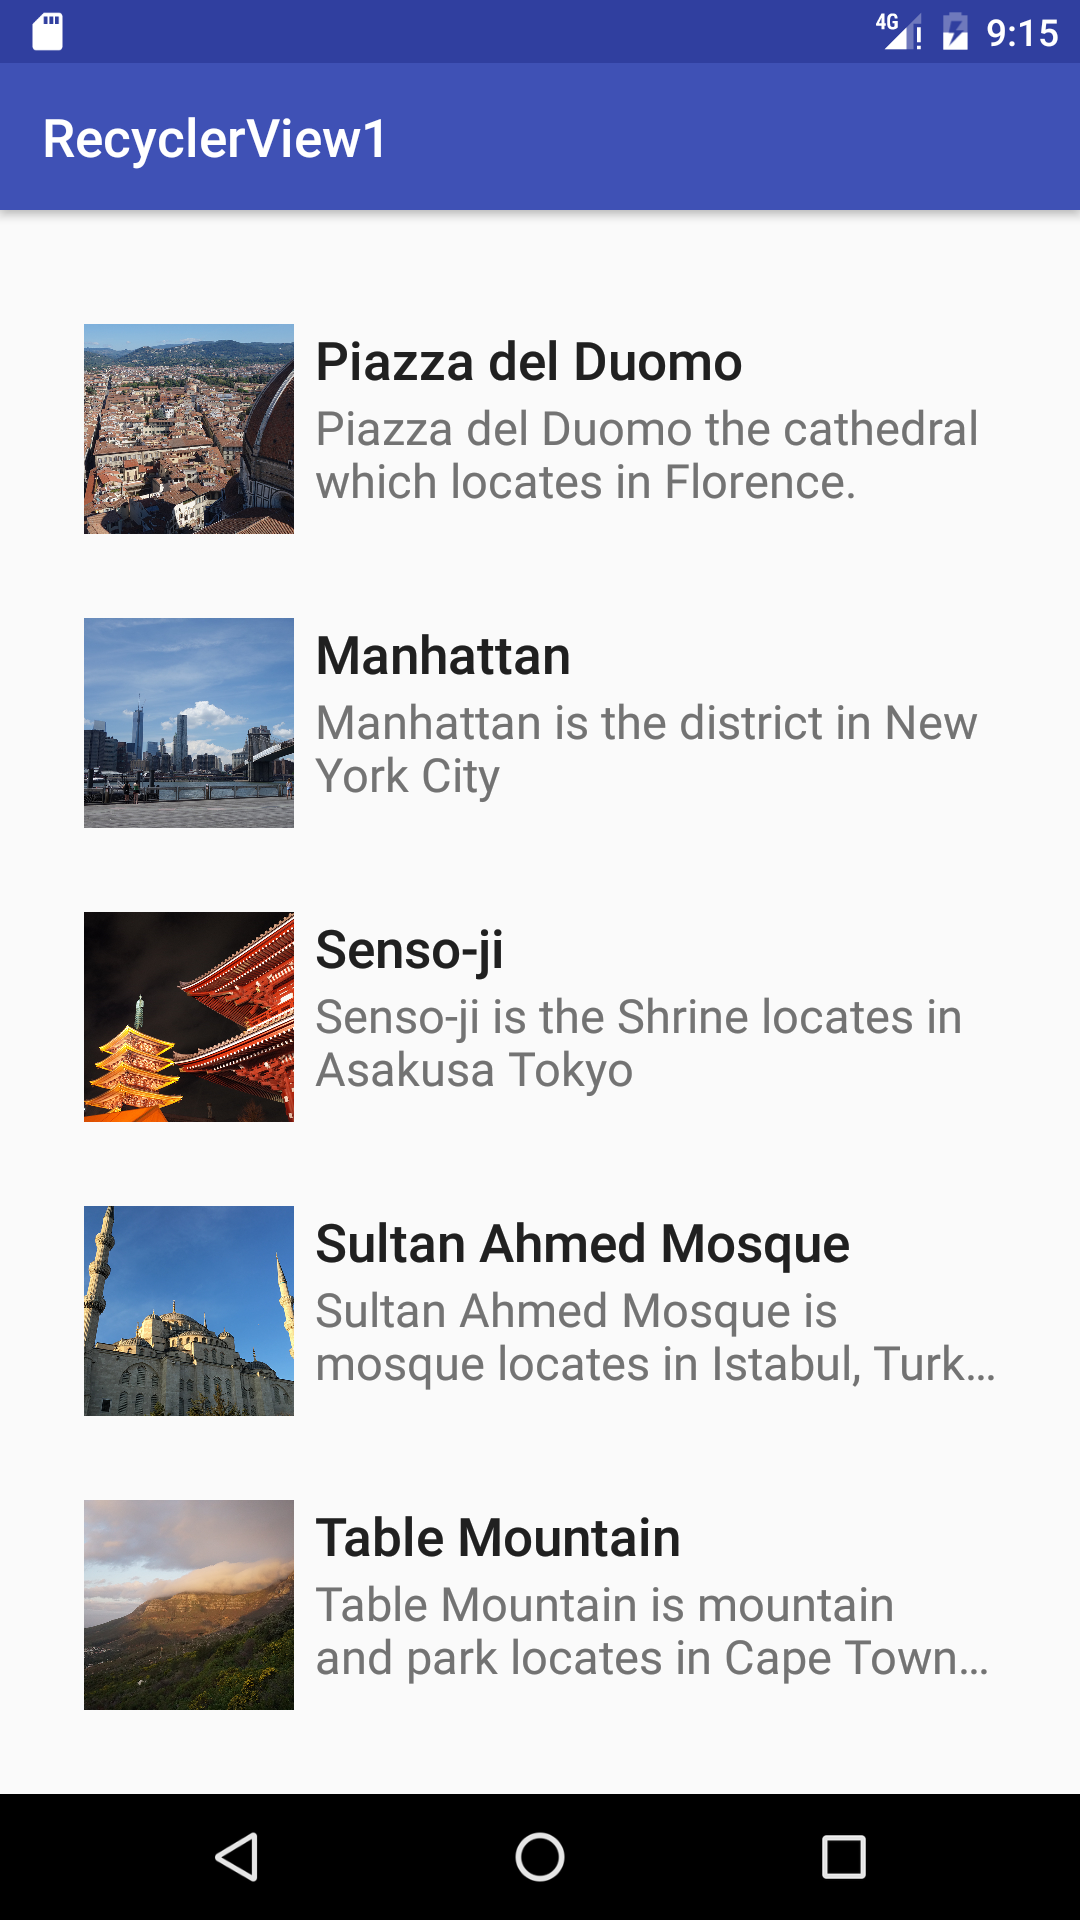 4G 9:15
RecyclerView1
Piazza del Duomo
Piazza del Duomo the cathedral
which locates in Florence.
Manhattan
Manhattan is the district in New
York City
Senso-ji
Senso-ji is the Shrine locates in
Asakusa Tokyo
Sultan Ahmed Mosque
Sultan Ahmed Mosque is
mosque locates in Istabul, Turk…
Table Mountain
Table Mountain is mountain
and park locates in Cape Town…